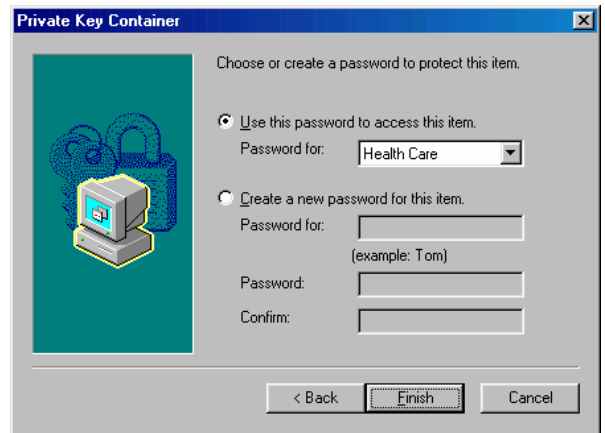 Private Key Container
Choose or create a password to protect this item.
Use this password to access this item.
Password for: Health Care
Create a new password for this item.
Password for:
(example: Tom)
Password:
Confirm:
< Back Finish Cancel